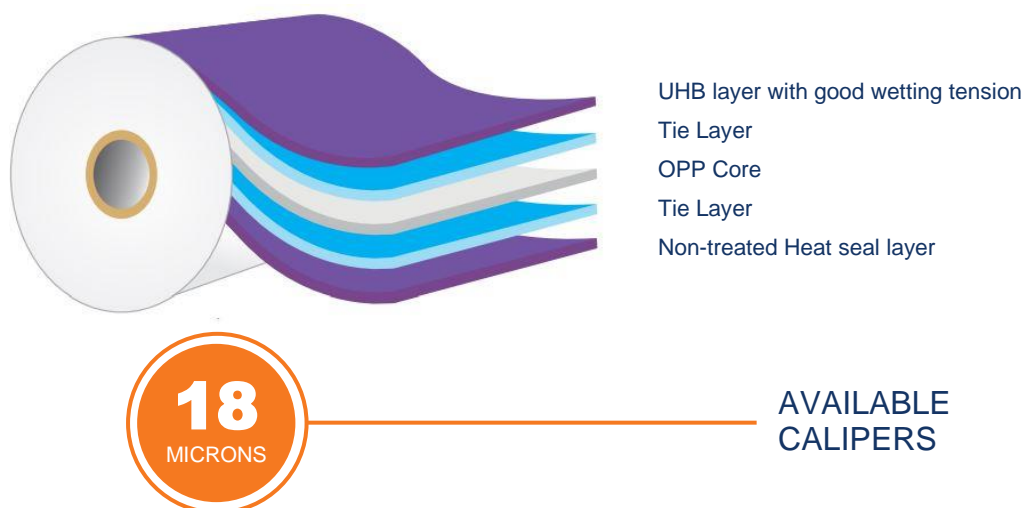 UHB layer with good wetting tension
Tie Layer
OPP Core
Tie Layer
Non-treated Heat seal layer
18
MICRONS
AVAILABLE
CALIPERS